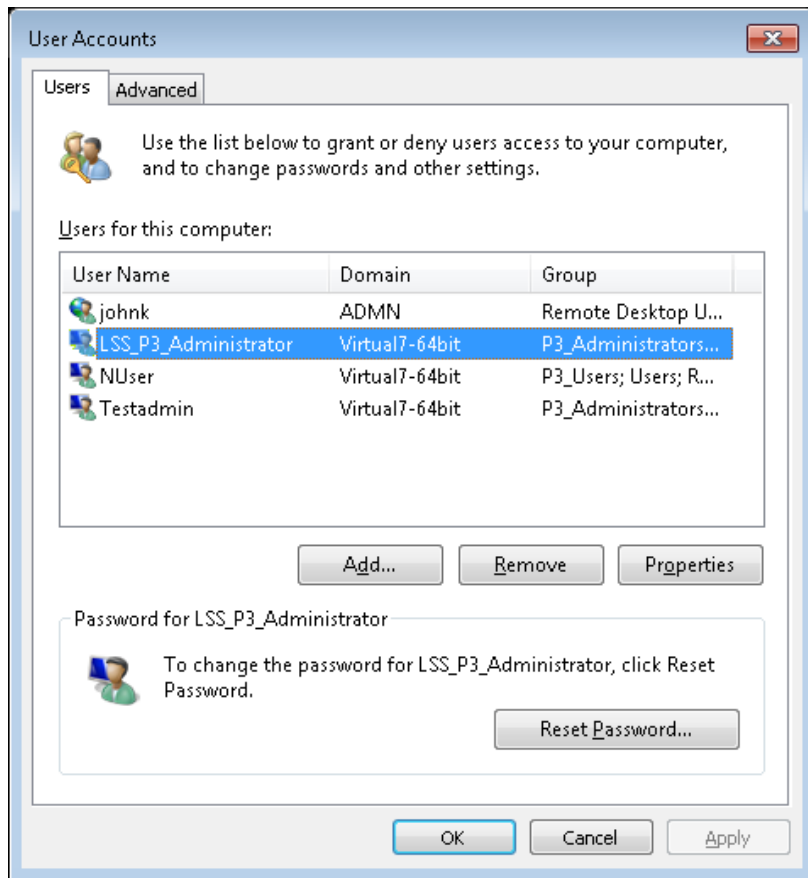 User Accounts
Users Advanced
Use the list below to grant or deny users access to your computer,
and to change passwords and other settings.
Users for this computer:
User Name Domain Group
johnk ADMN Remote Desktop U...
LSS_P3_Administrator Virtual7-64bit P3_Administrators...
NUser Virtual7-64bit P3_Users; Users; R...
Testadmin Virtual7-64bit P3_Administrators...
Add... Remove Properties
Password for LSS_P3_Administrator
To change the password for LSS_P3_Administrator, click Reset
Password.
Reset Password...
OK Cancel Apply